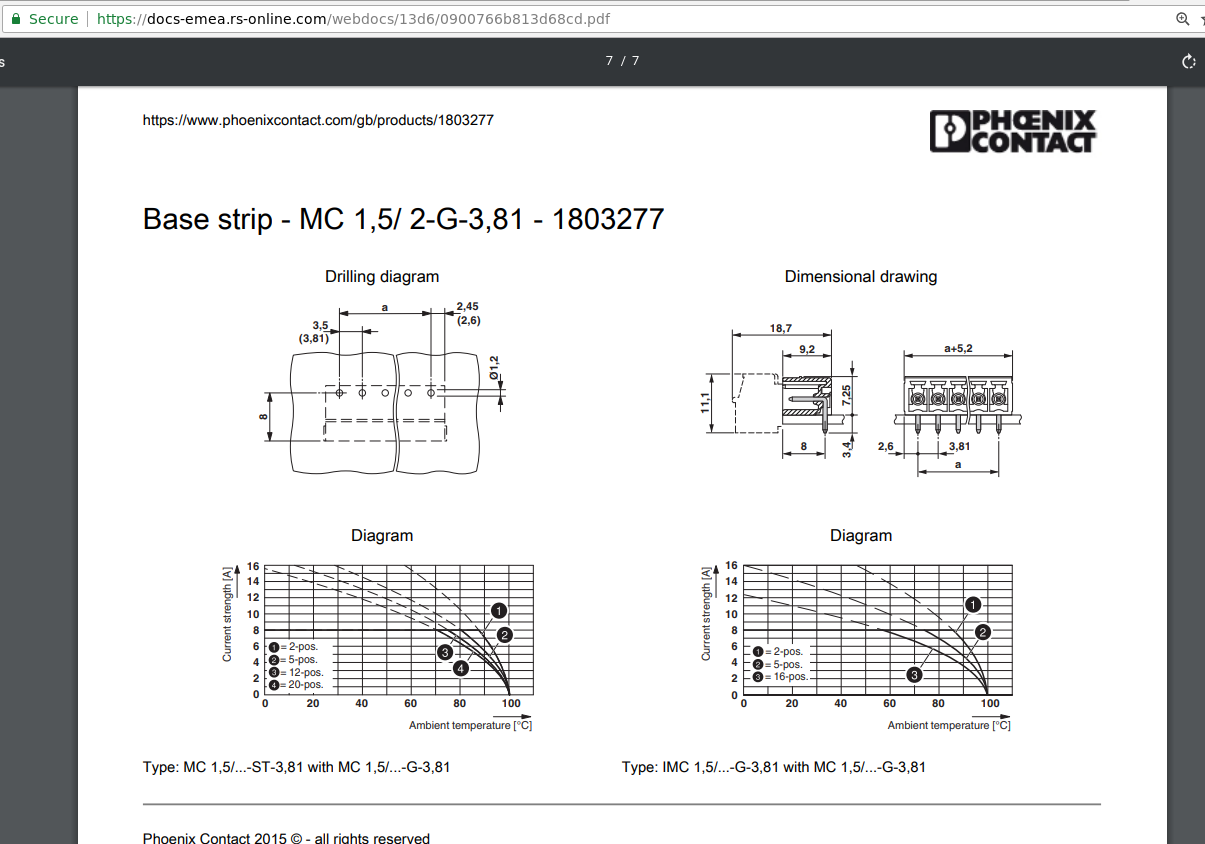 Secure https://docs-emea.rs-online.com/webdocs/13d6/0900766b813d68cd.pdf
s
7 / 7
https://www.phoenixcontact.com/gb/products/1803277
PHŒNIX
CONTACT
Base strip - MC 1,5/ 2-G-3,81 - 1803277
Drilling diagram
a
2,45
(2,6)
3,5
(3,81)
Ø1,2
8
Dimensional drawing
18,7
9,2
11,1
7,25
8
3,4
a+5,2
2,6
3,81
a
Diagram
Current strength [A]
16
14
12
10
8
6
4
2
0
1 = 2-pos.
2 = 5-pos.
3 = 12-pos.
4 = 20-pos.
1
2
3
4
0 20 40 60 80 100
Ambient temperature [°C]
Type: MC 1,5/...-ST-3,81 with MC 1,5/...-G-3,81
Diagram
Current strength [A]
16
14
12
10
8
6
4
2
0
1 = 2-pos.
2 = 5-pos.
3 = 16-pos.
1
2
3
0 20 40 60 80 100
Ambient temperature [°C]
Type: IMC 1,5/...-G-3,81 with MC 1,5/...-G-3,81
Phoenix Contact 2015 © - all rights reserved